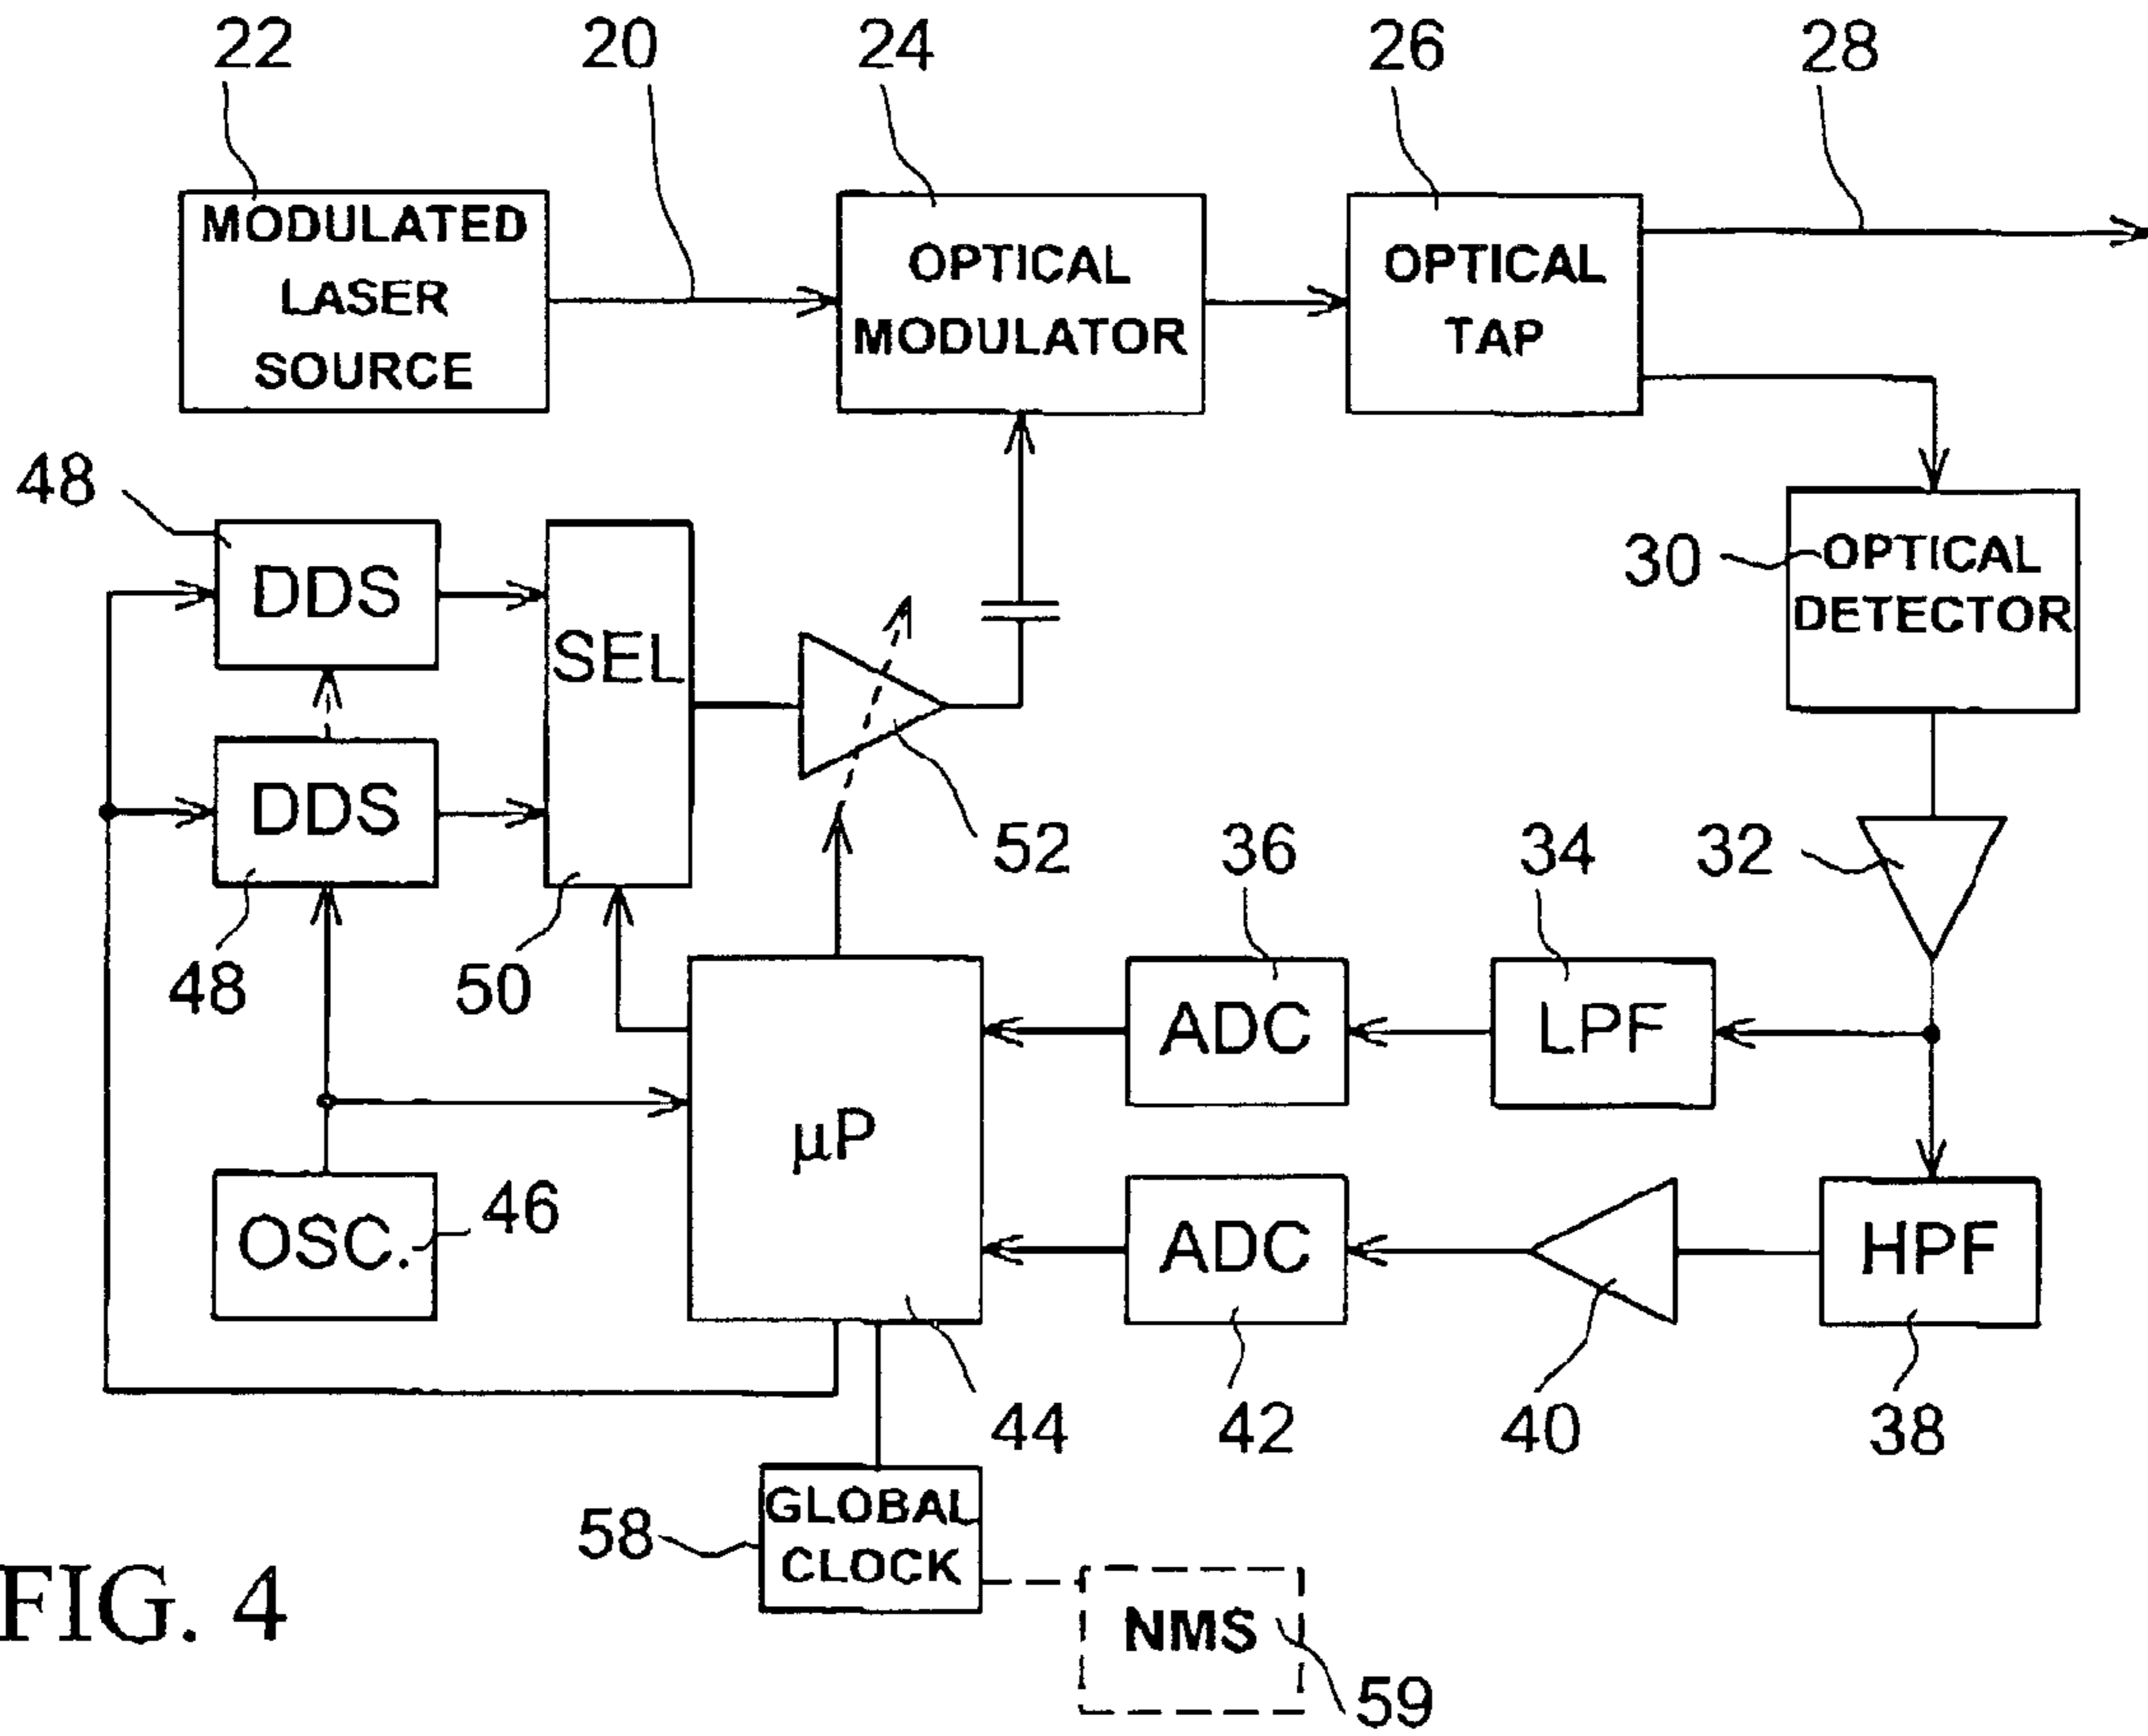 22
20
24
26
28
MODULATED
LASER
SOURCE
OPTICAL
MODULATOR
OPTICAL
TAP
48
DDS
SEL
30
OPTICAL
DETECTOR
DDS
52
36
34
32
48
50
ADC
LPF
µP
OSC.
46
ADC
HPF
44
42
40
38
58
GLOBAL
CLOCK
NMS
59
FIG. 4